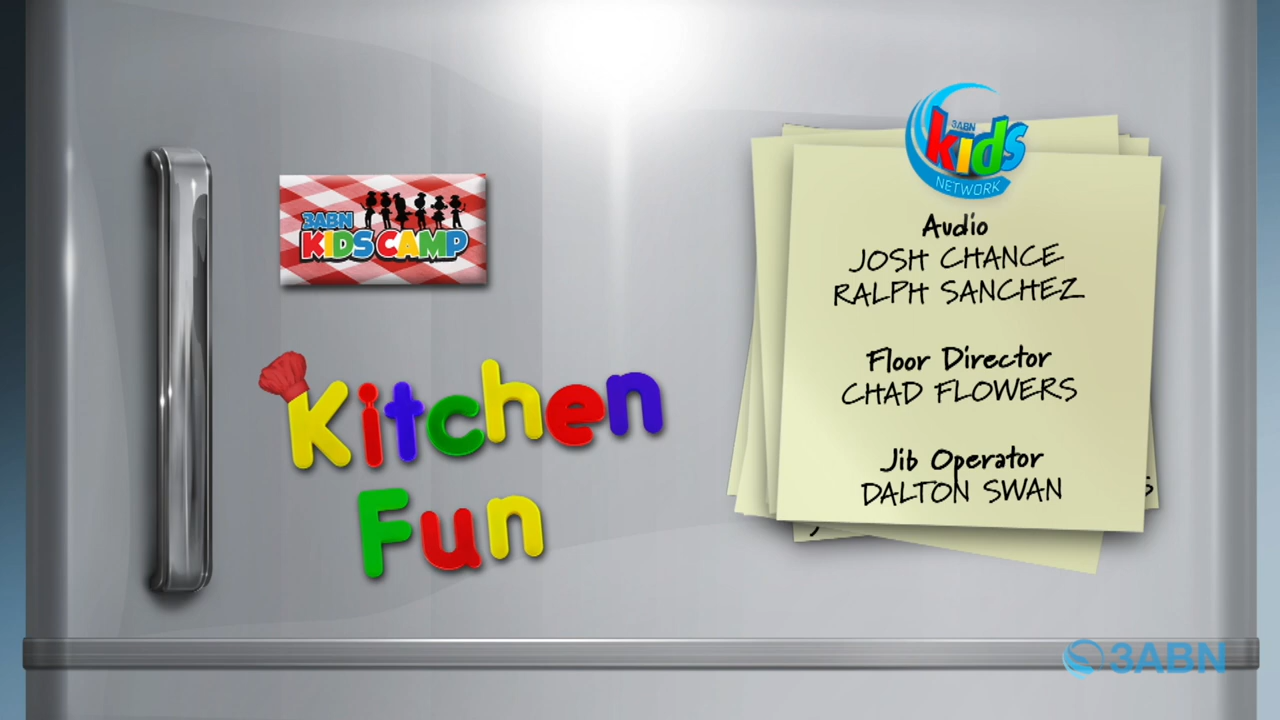 3ABN
KIDS CAMP
Kitchen
Fun
3ABN
kids
NETWORK
Audio
JOSH CHANCE
RALPH SANCHEZ
Floor Director
CHAD FLOWERS
Jib Operator
DALTON SWAN
3ABN